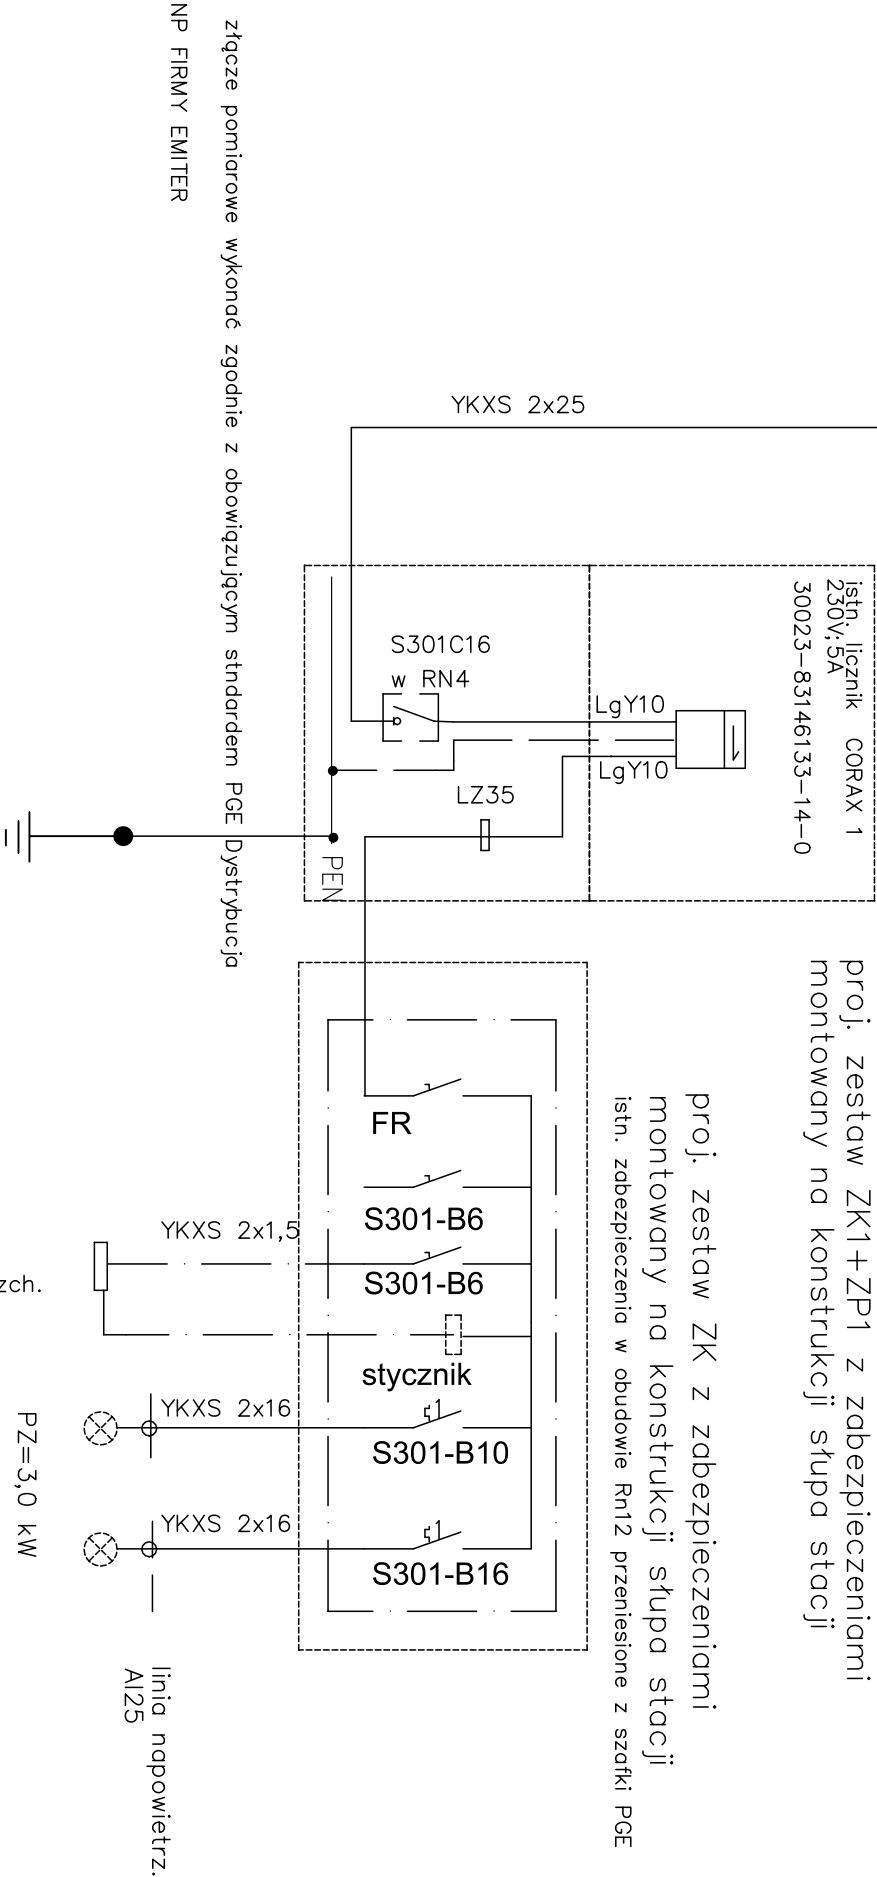 złącze pomiarowe wykonać zgodnie z obowiązującym stndardem PGE Dystrybucja
NP FIRMY EMITER
YKXS 2x25
istn. licznik CORAX 1
230V;5A
30023-83146133-14-0
S301C16
w RN4
LgY10
LgY10
LZ35
PEN
proj. zestaw ZK1+ZP1 z zabezpieczeniami
montowany na konstrukcji słupa stacji
proj. zestaw ZK z zabezpieczeniami
montowany na konstrukcji słupa stacji
istn. zabezpieczenia w obudowie Rn12 przeniesione z szafki PGE
FR
S301-B6
YKXS 2x1,5
S301-B6
zch.
stycznik
YKXS 2x16
S301-B10
YKXS 2x16
S301-B16
PZ=3,0 kW
linia napowietrz.
Al25